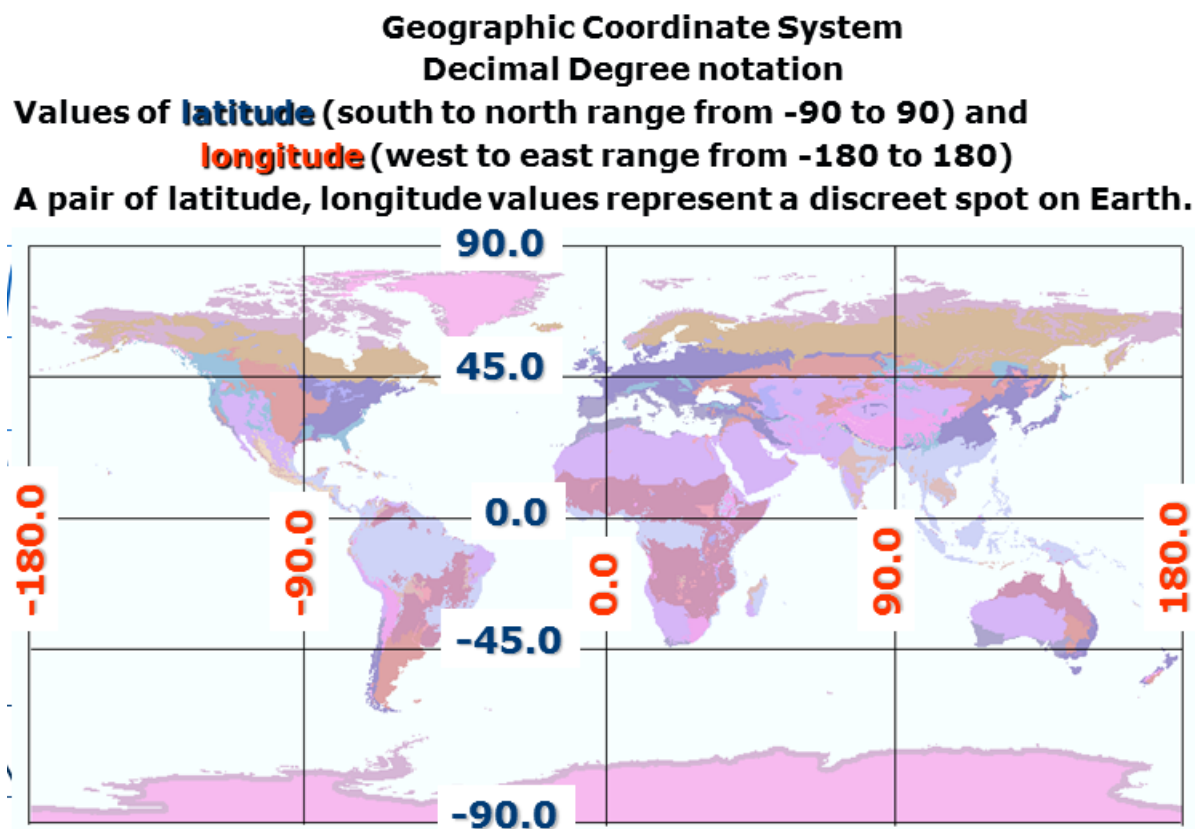 Geographic Coordinate System
Decimal Degree notation
Values of latitude (south to north range from -90 to 90) and
longitude (west to east range from -180 to 180)
A pair of latitude, longitude values represent a discreet spot on Earth.
90.0
45.0
0.0
-45.0
-90.0
-180.0
-90.0
0.0
90.0
180.0